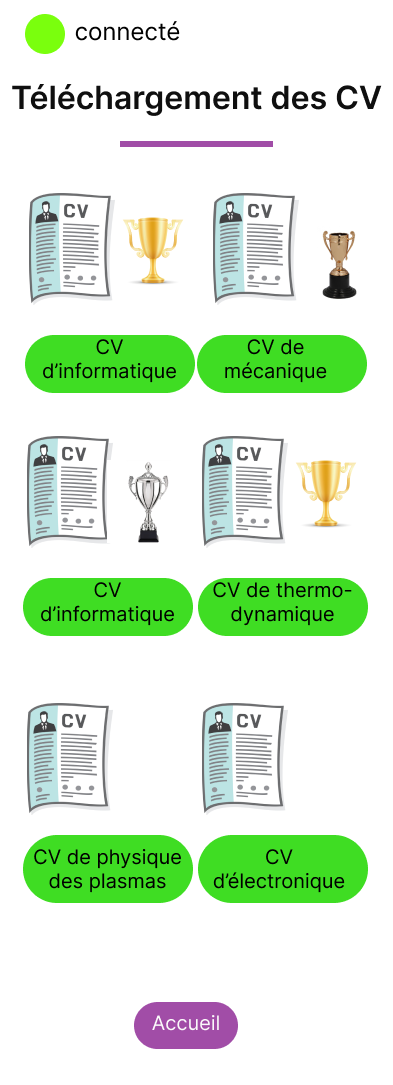 connecté
Téléchargement des CV
CV
CV
CV
d’informatique
CV de
mécanique
CV
CV
CV
d’informatique
CV de thermo-
dynamique
CV
CV
CV de physique
des plasmas
CV
d’électronique
Accueil